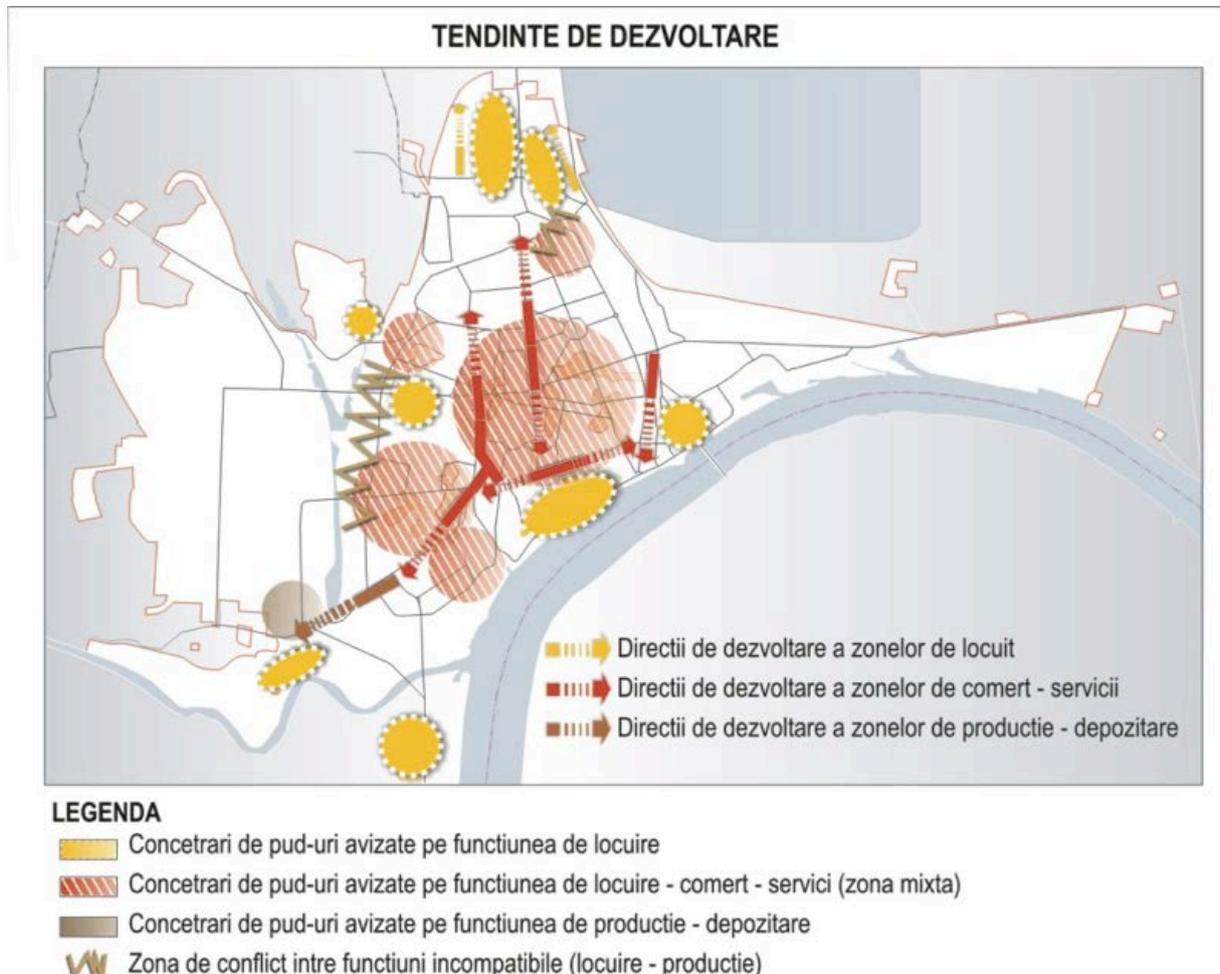 TENDINTE DE DEZVOLTARE
Directii de dezvoltare a zonelor de locuit
Directii de dezvoltare a zonelor de comert - servicii
Directii de dezvoltare a zonelor de productie - depozitare
LEGENDA
Concetrari de pud-uri avizate pe functiunea de locuire
Concetrari de pud-uri avizate pe functiunea de locuire - comert - servici (zona mixta)
Concetrari de pud-uri avizate pe functiunea de productie - depozitare
Zona de conflict intre functiuni incompatibile (locuire - productie)